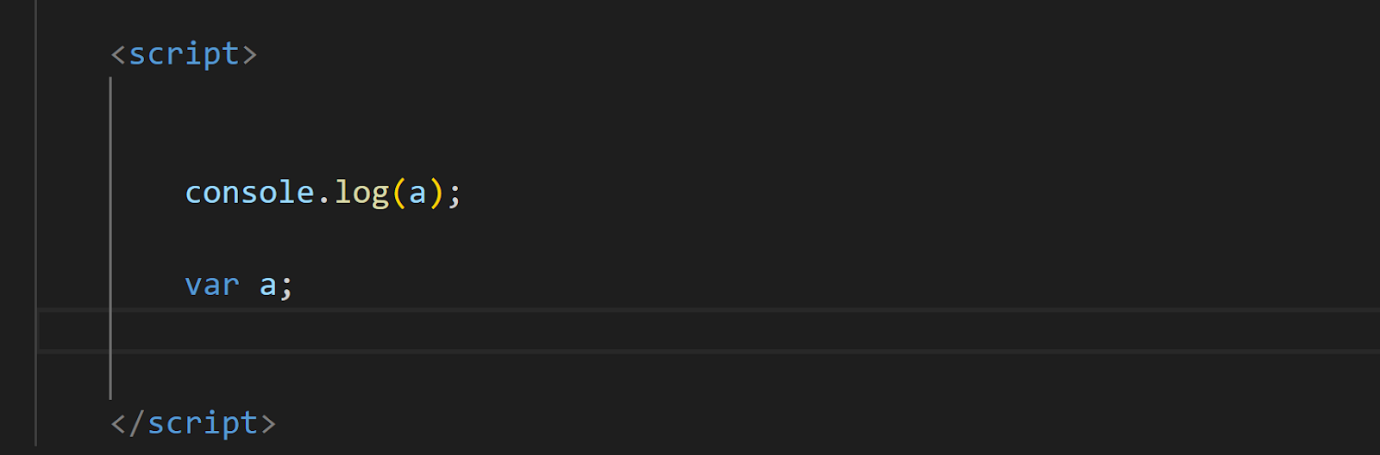 <script>
console.log(a);
var a;
</script>